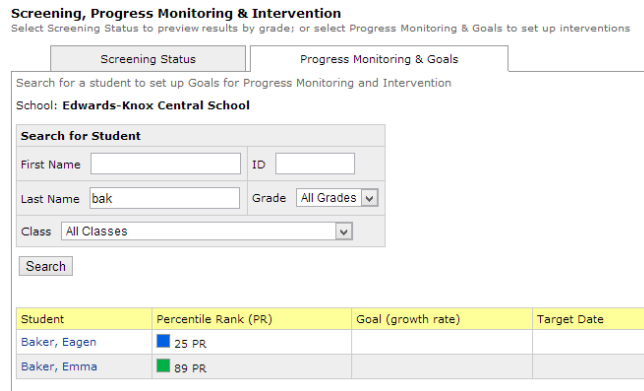 Screening, Progress Monitoring & Intervention
Select Screening Status to preview results by grade; or select Progress Monitoring & Goals to set up interventions
Screening Status Progress Monitoring & Goals
Search for a student to set up Goals for Progress Monitoring and Intervention
School: Edwards-Knox Central School
Search for Student
First Name ID
Last Name bak Grade All Grades
Class All Classes
Search
Student Percentile Rank (PR) Goal (growth rate) Target Date
Baker, Eagen 25 PR
Baker, Emma 89 PR